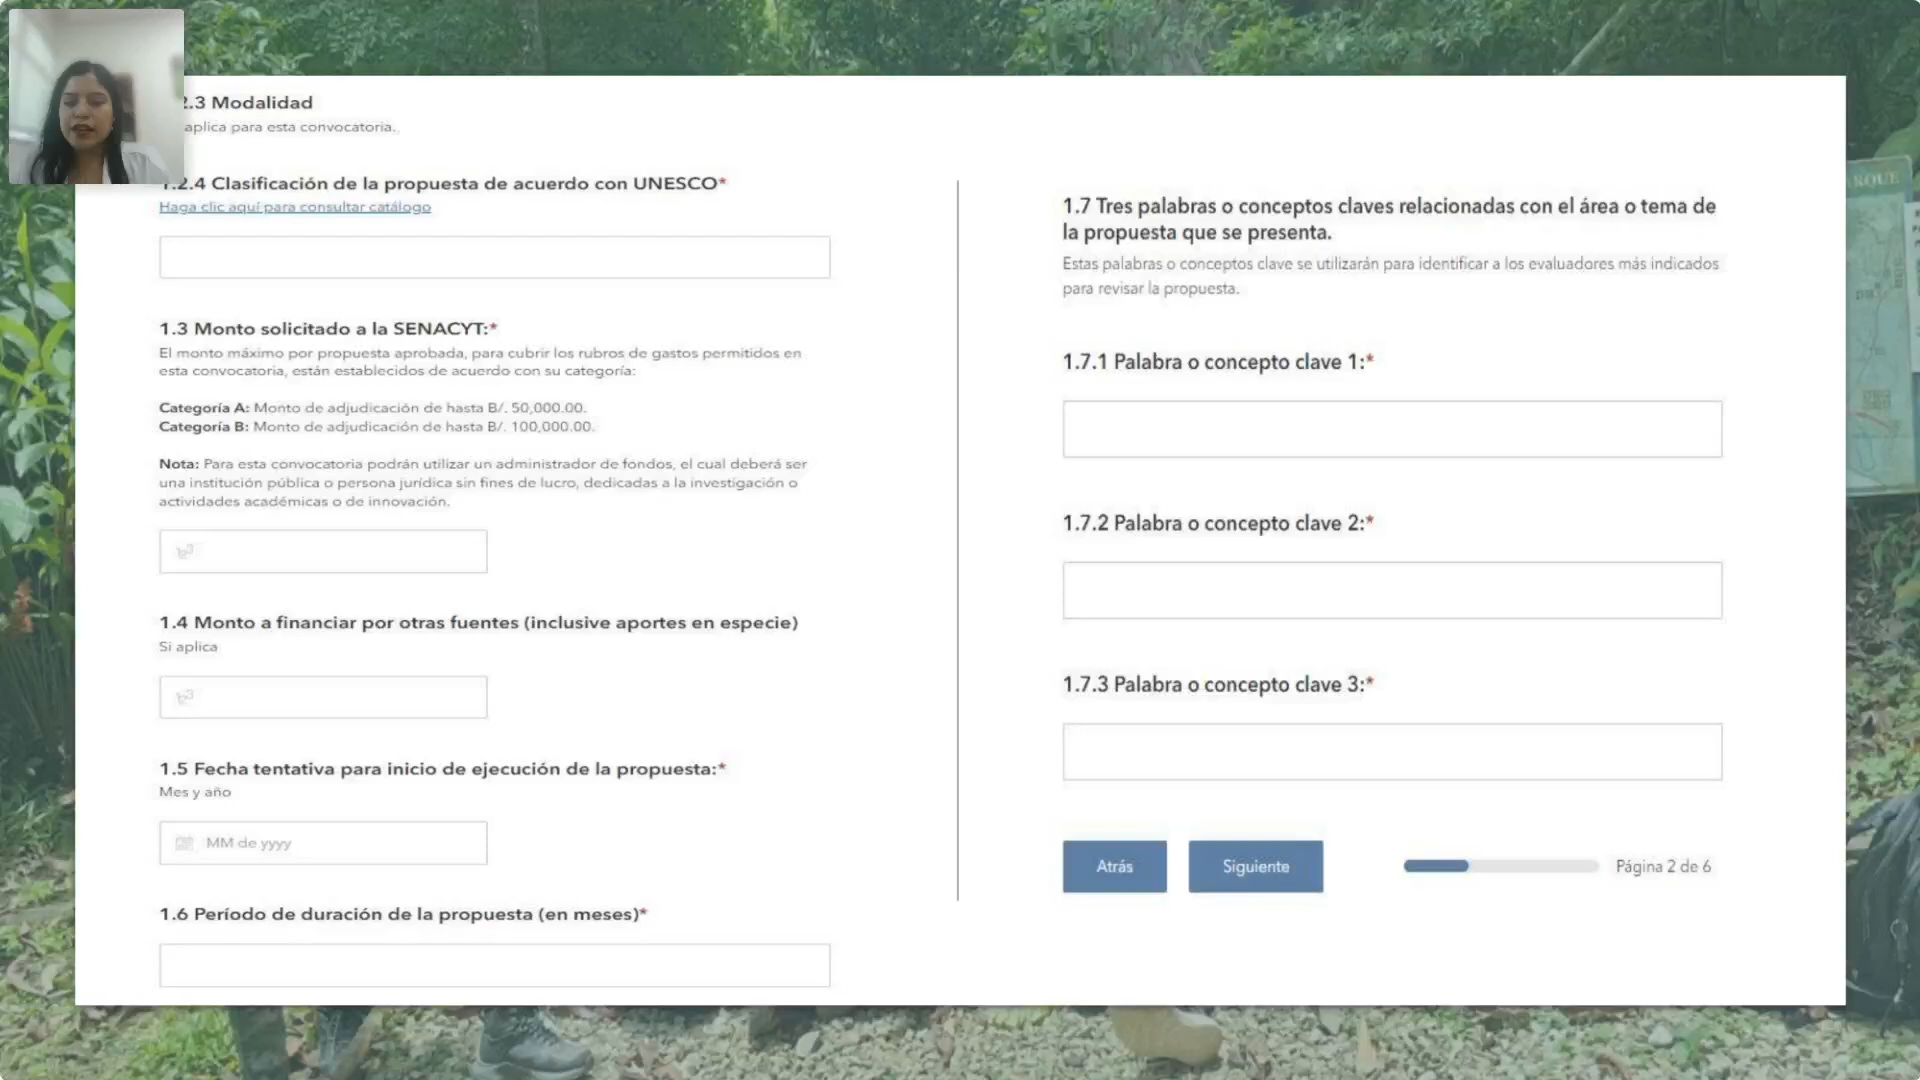 2.3 Modalidad
aplica para esta convocatoria.
1.2.4 Clasificación de la propuesta de acuerdo con UNESCO*
Haga clic aquí para consultar catálogo
1.3 Monto solicitado a la SENACYT:*
El monto máximo por propuesta aprobada, para cubrir los rubros de gastos permitidos en
esta convocatoria, están establecidos de acuerdo con su categoría:
Categoría A: Monto de adjudicación de hasta B/. 50,000.00.
Categoría B: Monto de adjudicación de hasta B/. 100,000.00.
Nota: Para esta convocatoria podrán utilizar un administrador de fondos, el cual deberá ser
una institución pública o persona jurídica sin fines de lucro, dedicadas a la investigación o
actividades académicas o de innovación.
1.4 Monto a financiar por otras fuentes (inclusive aportes en especie)
Si aplica
1.5 Fecha tentativa para inicio de ejecución de la propuesta:*
Mes y año
MM de yyyy
1.6 Período de duración de la propuesta (en meses)*
1.7 Tres palabras o conceptos claves relacionadas con el área o tema de
la propuesta que se presenta.
Estas palabras o conceptos clave se utilizarán para identificar a los evaluadores más indicados
para revisar la propuesta.
1.7.1 Palabra o concepto clave 1:*
1.7.2 Palabra o concepto clave 2:*
1.7.3 Palabra o concepto clave 3:*
Atrás
Siguiente
Página 2 de 6